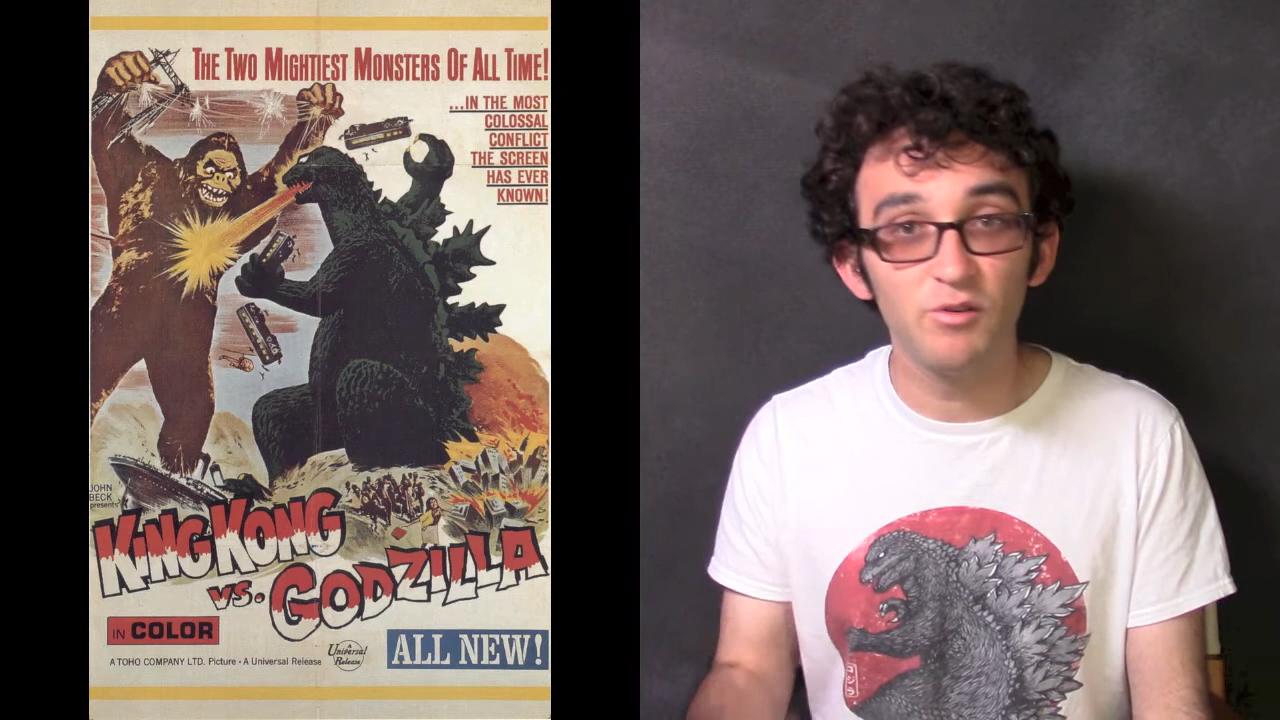 THE TWO MIGHTIEST MONSTERS OF ALL TIME!
...IN THE MOST
COLOSSAL
CONFLICT
THE SCREEN
HAS EVER
KNOWN!
JOHN
BECK
presents
KING KONG
VS. GODZILLA
IN COLOR
A TOHO COMPANY LTD. Picture • A Universal Release
A
Universal
Release
ALL NEW!